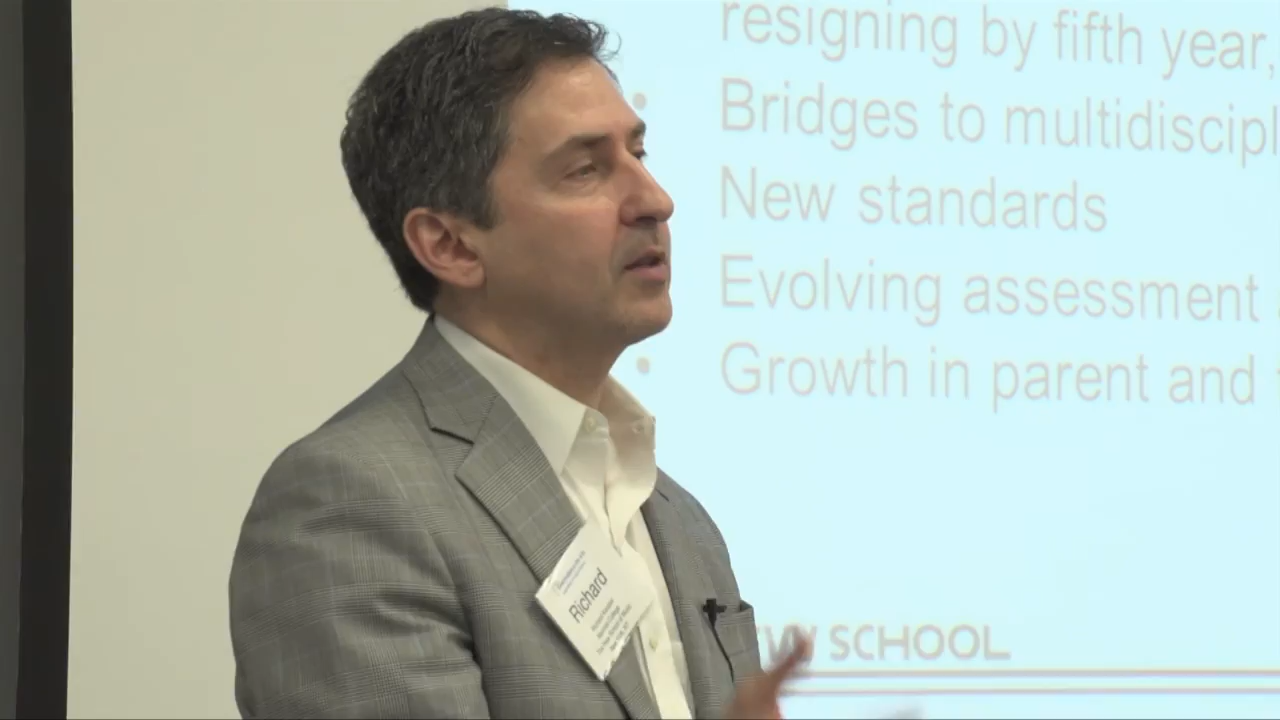 resigning by fifth year,
Bridges to multidiscipl
New standards
Evolving assessment
Growth in parent and
SCHOOL
Richard